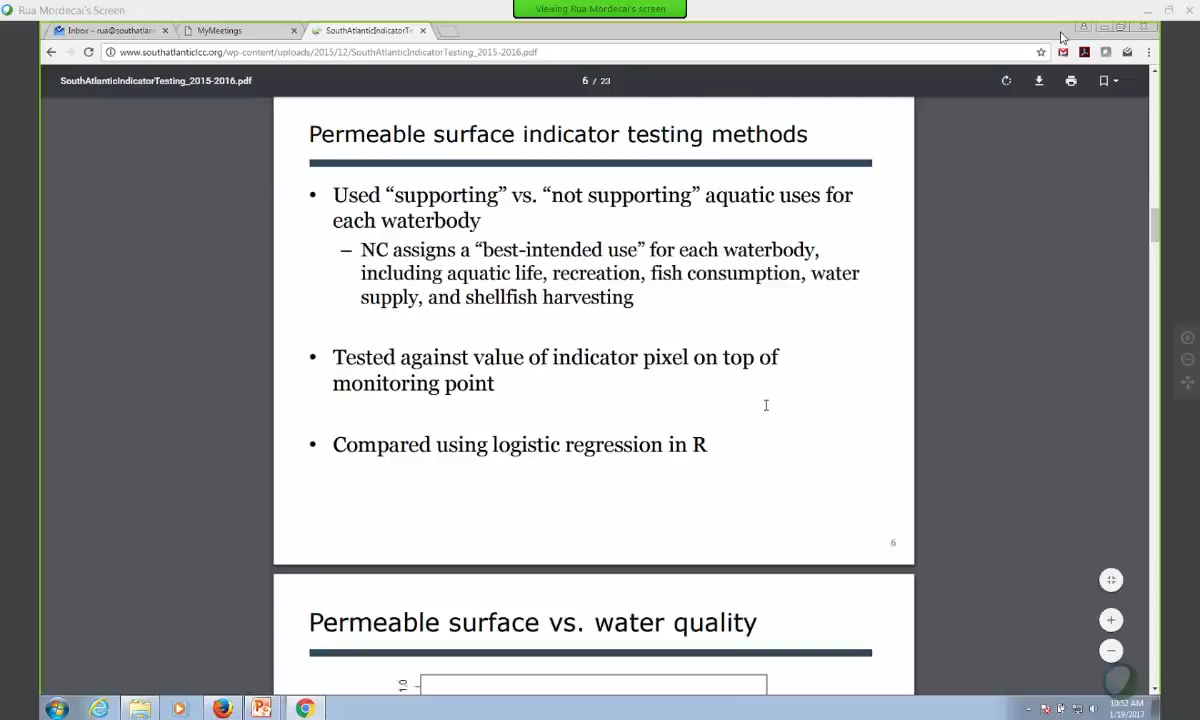 Rua Mordecai's Screen
Viewing Rua Mordecai's screen
Inbox - rua@southatlan
MyMeetings
SouthAtlanticIndicatorTe
www.southatlanticlcc.org/wp-content/uploads/2015/12/SouthAtlanticIndicatorTesting_2015-2016.pdf
SouthAtlanticIndicatorTesting_2015-2016.pdf
6 / 23
Permeable surface indicator testing methods
• Used “supporting” vs. “not supporting” aquatic uses for
each waterbody
– NC assigns a “best-intended use” for each waterbody,
including aquatic life, recreation, fish consumption, water
supply, and shellfish harvesting
• Tested against value of indicator pixel on top of
monitoring point
• Compared using logistic regression in R
6
Permeable surface vs. water quality
1.0
10:52 AM
1/19/2017